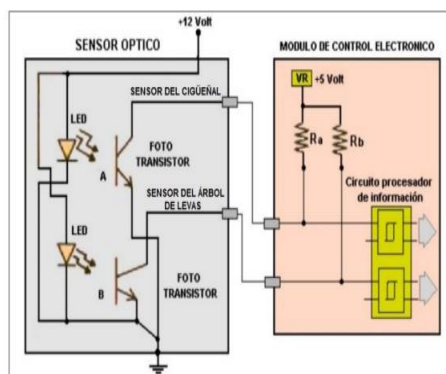 +12 Volt
SENSOR OPTICO
MODULO DE CONTROL ELECTRONICO
VR
+5 Volt
SENSOR DEL CIGÜEÑAL
LED
FOTO
TRANSISTOR
A
Ra
Rb
Circuito procesador
de información
SENSOR DEL ÁRBOL
DE LEVAS
LED
FOTO
TRANSISTOR
B